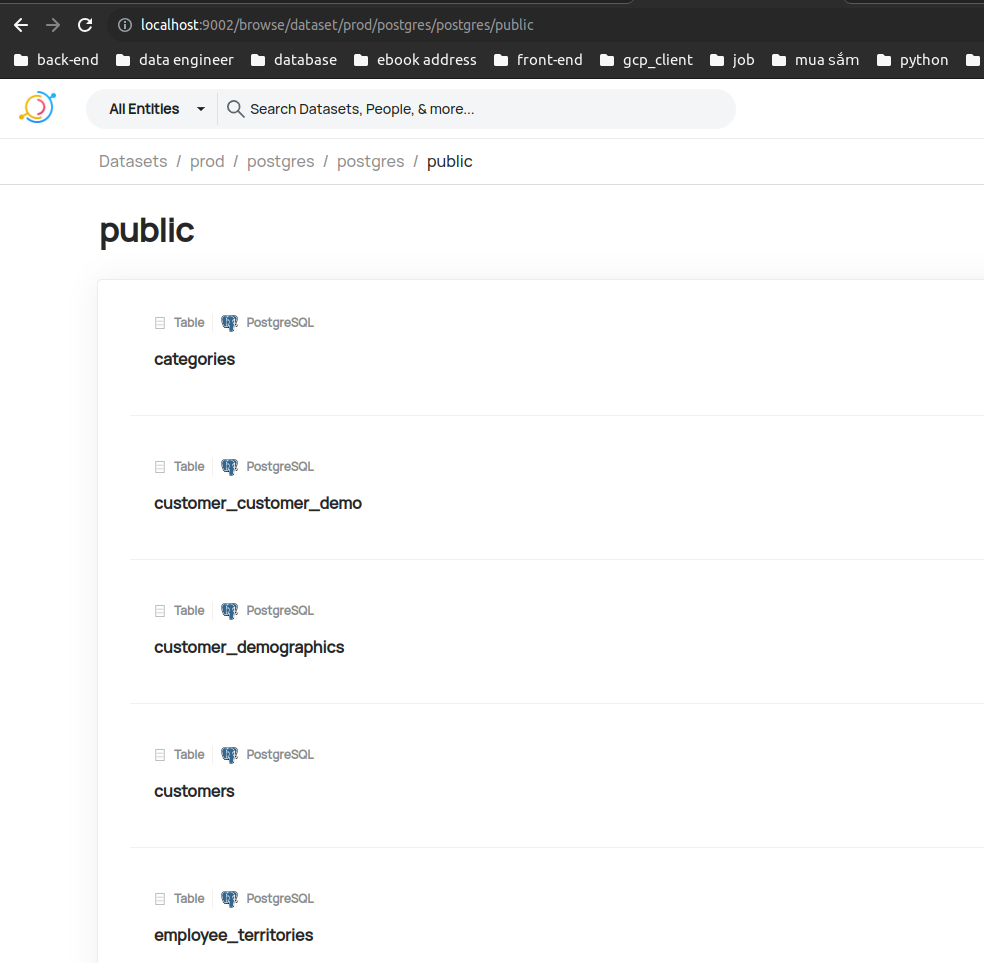 localhost:9002/browse/dataset/prod/postgres/postgres/public
back-end data engineer database ebook address front-end gcp_client job mua sắm python
All Entities Search Datasets, People, & more...
Datasets / prod / postgres / postgres / public
public
Table PostgreSQL
categories
Table PostgreSQL
customer_customer_demo
Table PostgreSQL
customer_demographics
Table PostgreSQL
customers
Table PostgreSQL
employee_territories